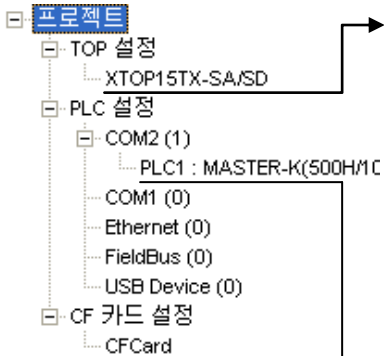 프로젝트
TOP 설정
XTOP15TX-SA/SD
PLC 설정
COM2 (1)
PLC1 : MASTER-K(500H/10
COM1 (0)
Ethernet (0)
FieldBus (0)
USB Device (0)
CF 카드 설정
CFCard